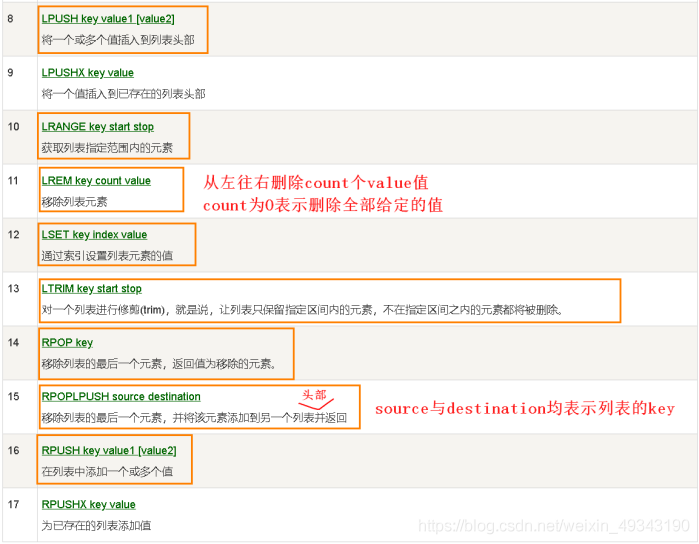 8
LPUSH key value1 [value2]
将一个或多个值插入到列表头部
9
LPUSHX key value
将一个值插入到已存在的列表头部
10
LRANGE key start stop
获取列表指定范围内的元素
11
LREM key count value
移除列表元素
从左往右删除count个value值
count为0表示删除全部给定的值
12
LSET key index value
通过索引设置列表元素的值
13
LTRIM key start stop
对一个列表进行修剪(trim)，就是说，让列表只保留指定区间内的元素，不在指定区间之内的元素都将被删除。
14
RPOP key
移除列表的最后一个元素，返回值为移除的元素。
15
RPOPLPUSH source destination
头部
移除列表的最后一个元素，并将该元素添加到另一个列表并返回
source与destination均表示列表的key
16
RPUSH key value1 [value2]
在列表中添加一个或多个值
17
RPUSHX key value
为已存在的列表添加值
https://blog.csdn.net/weixin_49343190